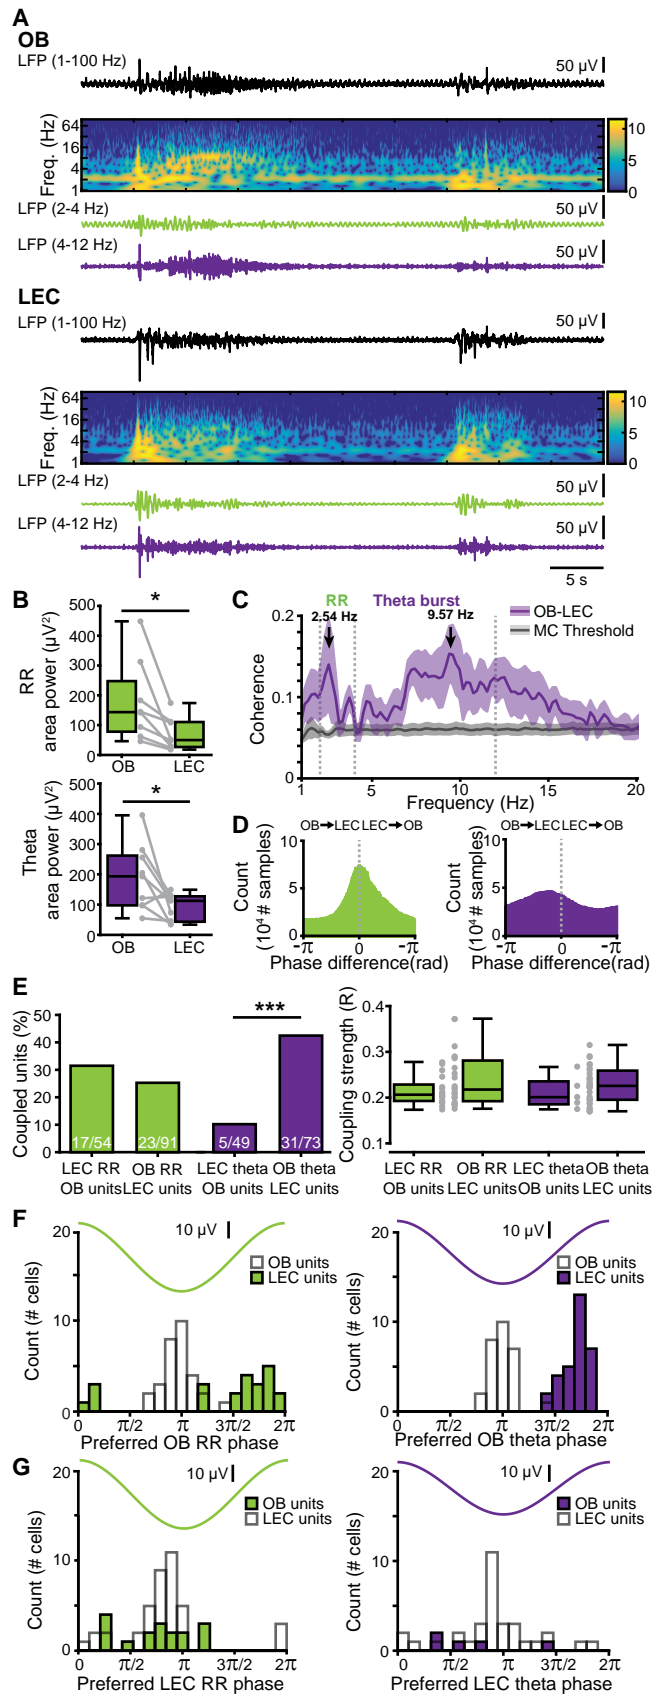 A
OB
LFP (1-100 Hz)
50 µV
Freq. (Hz)
64
16
4
1
10
5
0
LFP (2-4 Hz)
50 µV
LFP (4-12 Hz)
50 µV
LEC
LFP (1-100 Hz)
50 µV
Freq. (Hz)
64
16
4
1
10
5
0
LFP (2-4 Hz)
50 µV
LFP (4-12 Hz)
50 µV
5 s
B
RR
area power (µV²)
500
400
300
200
100
0
*
OB LEC
Theta
area power (µV²)
500
400
300
200
100
0
*
OB LEC
C
RR Theta burst
2.54 Hz 9.57 Hz
OB-LEC
MC Threshold
Coherence
0.2
0.1
0
1 5 10 15 20
Frequency (Hz)
D
OB→LEC LEC→OB
Count
(10⁴ # samples)
10
5
0
-π 0 -π
Phase difference(rad)
OB→LEC LEC→OB
Count
(10⁴ # samples)
10
5
0
-π 0 -π
Phase difference(rad)
E
Coupled units (%)
50
40
30
20
10
0
***
17/54 23/91 5/49 31/73
LEC RR OB RR LEC theta OB theta
OB units LEC units OB units LEC units
Coupling strength (R)
0.4
0.3
0.2
0.1
LEC RR OB RR LEC theta OB theta
OB units LEC units OB units LEC units
F
10 µV
OB units
LEC units
Count (# cells)
20
10
0
0 π/2 π 3π/2 2π
Preferred OB RR phase
10 µV
OB units
LEC units
Count (# cells)
20
10
0
0 π/2 π 3π/2 2π
Preferred OB theta phase
G
10 µV
OB units
LEC units
Count (# cells)
20
10
0
0 π/2 π 3π/2 2π
Preferred LEC RR phase
10 µV
OB units
LEC units
Count (# cells)
20
10
0
0 π/2 π 3π/2 2π
Preferred LEC theta phase